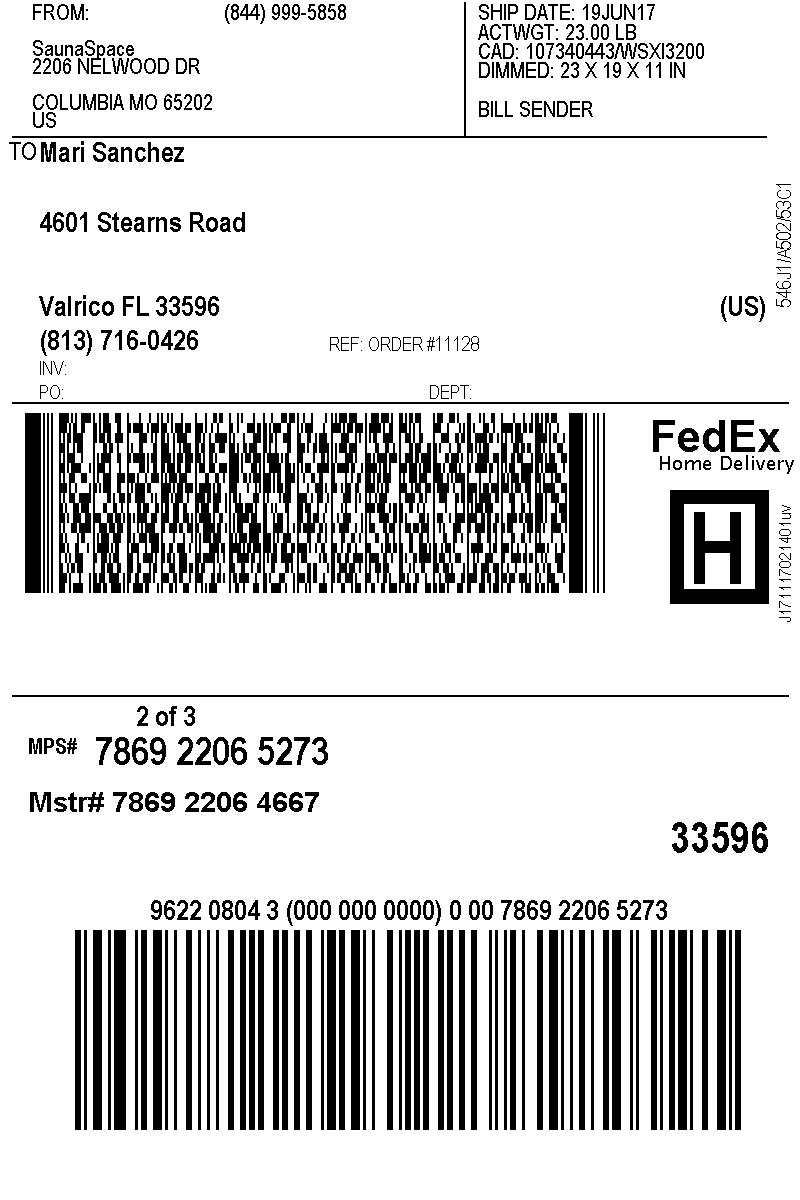 FROM: (844) 999-5858
SaunaSpace
2206 NELWOOD DR
COLUMBIA MO 65202
US
SHIP DATE: 19JUN17
ACTWGT: 23.00 LB
CAD: 107340443/WSXI3200
DIMMED: 23 X 19 X 11 IN
BILL SENDER
TO Mari Sanchez
4601 Stearns Road
Valrico FL 33596 (US)
(813) 716-0426 REF: ORDER #11128
INV:
PO: DEPT:
546J1/A502/53C1
FedEx
Home Delivery
H
J171117021401uv
2 of 3
MPS# 7869 2206 5273
Mstr# 7869 2206 4667
33596
9622 0804 3 (000 000 0000) 0 00 7869 2206 5273